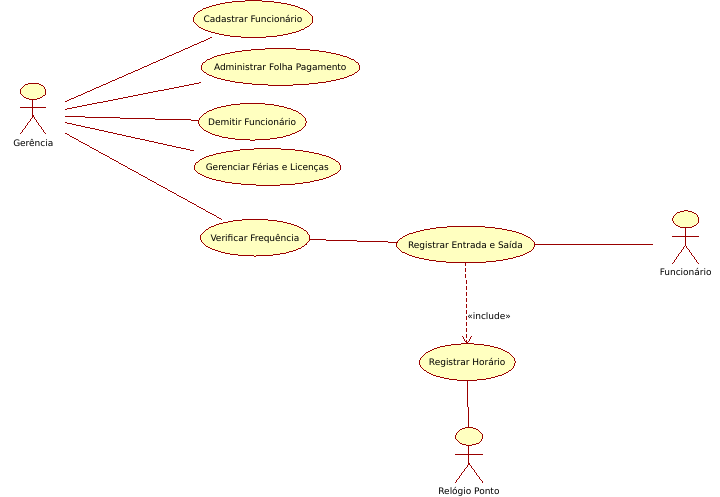 Cadastrar Funcionário
Administrar Folha Pagamento
Demitir Funcionário
Gerência
Gerenciar Férias e Licenças
Verificar Frequência
Registrar Entrada e Saída
Funcionário
«include»
Registrar Horário
Relógio Ponto